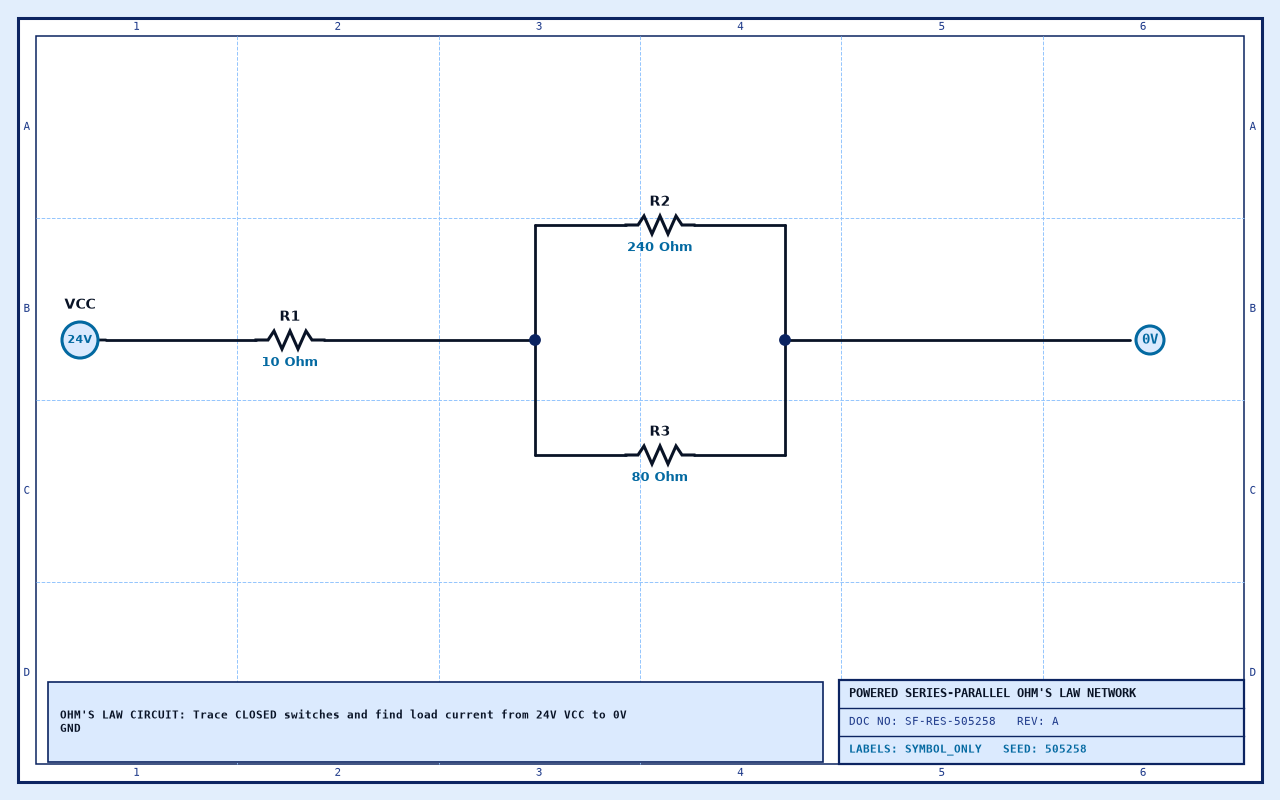 1 2 3 4 5 6
A A
R2
240 Ohm
VCC
B B
24V
R1
10 Ohm
0V
R3
80 Ohm
C C
D D
OHM'S LAW CIRCUIT: Trace CLOSED switches and find load current from 24V VCC to 0V
GND
POWERED SERIES-PARALLEL OHM'S LAW NETWORK
DOC NO: SF-RES-505258 REV: A
LABELS: SYMBOL_ONLY SEED: 505258
1 2 3 4 5 6